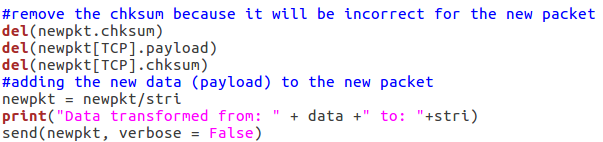 #remove the chksum because it will be incorrect for the new packet
del(newpkt.chksum)
del(newpkt[TCP].payload)
del(newpkt[TCP].chksum)
#adding the new data (payload) to the new packet
newpkt = newpkt/stri
print("Data transformed from: " + data +" to: "+stri)
send(newpkt, verbose = False)